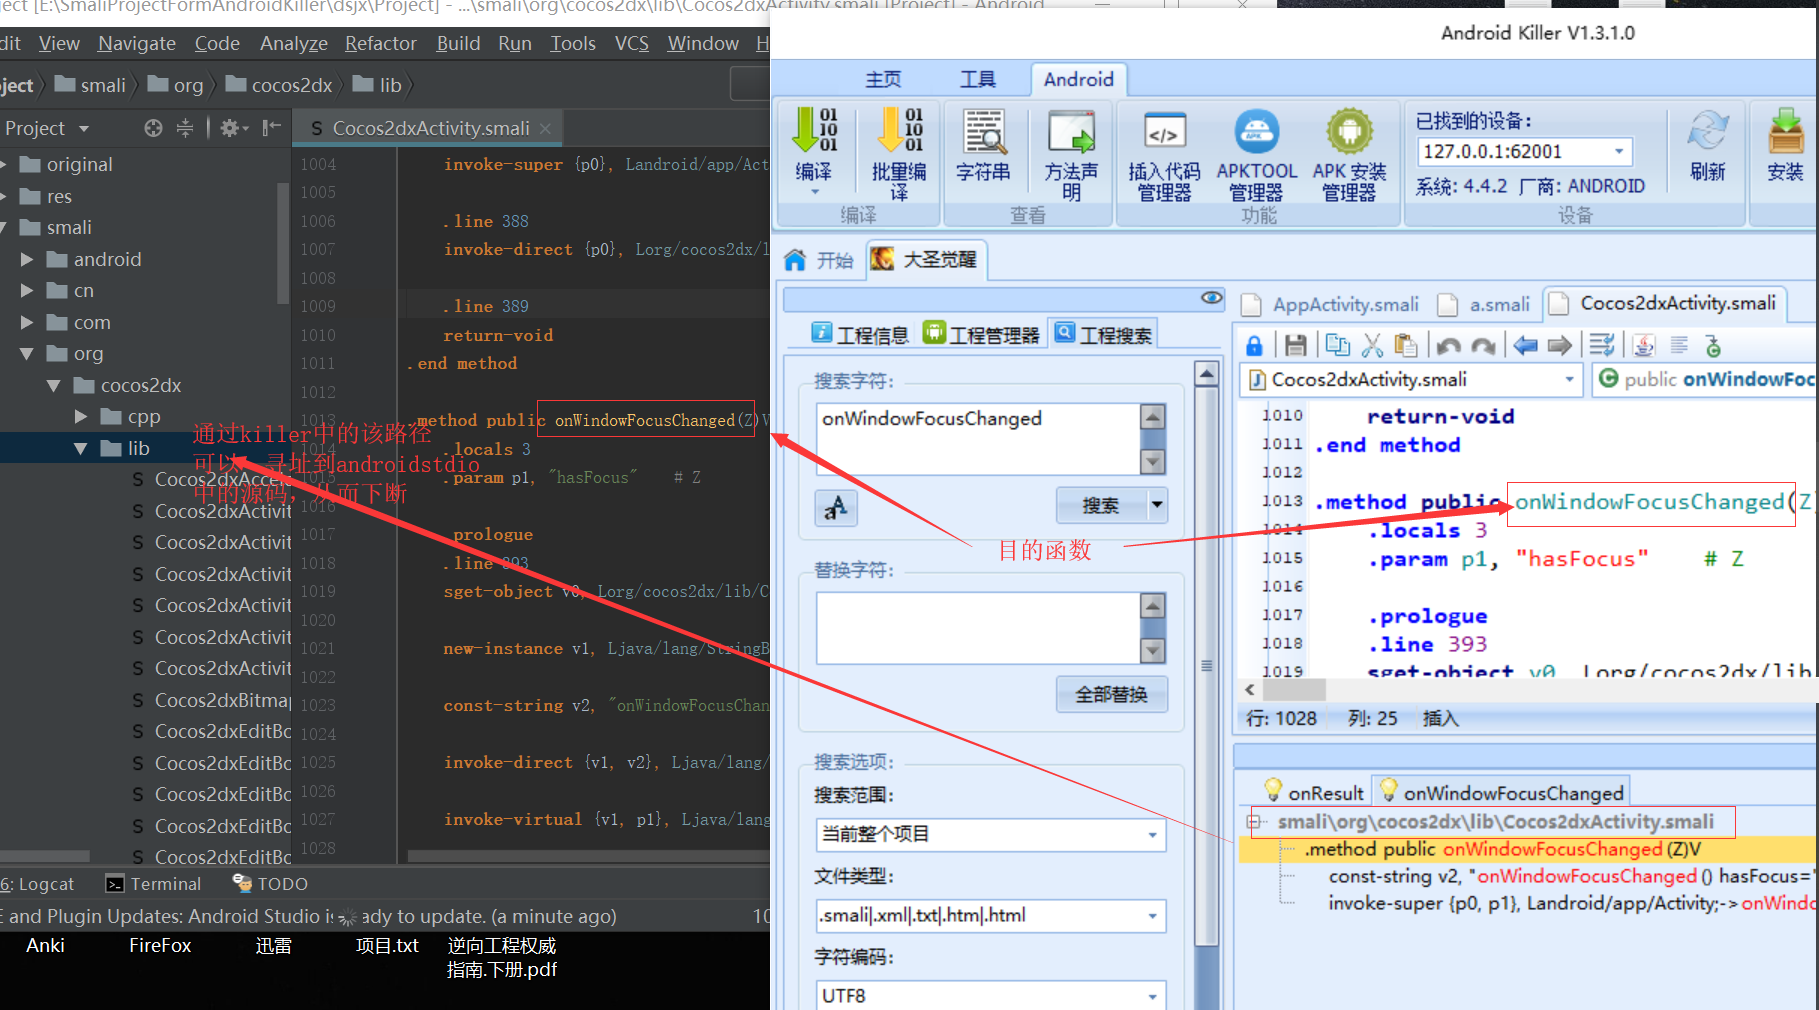 ject [E:\SmaliProjectFormAndroidKiller\dsjx\Project] - ...\smali\org\cocos2dx\lib\Cocos2dxActivity.smali [Project] - Android
dit View Navigate Code Analyze Refactor Build Run Tools VCS Window H
ject smali org cocos2dx lib
Project
Cocos2dxActivity.smali
original
res
smali
android
cn
com
org
cocos2dx
cpp
lib
Cocos2dxAccele
Cocos2dxActivit
Cocos2dxActivit
Cocos2dxActivit
Cocos2dxActivit
Cocos2dxActivit
Cocos2dxActivit
Cocos2dxBitmap
Cocos2dxEditBo
Cocos2dxEditBo
Cocos2dxEditBo
Cocos2dxEditBo
Cocos2dxEditBo
1004 invoke-super {p0}, Landroid/app/Act
1005
1006 .line 388
1007 invoke-direct {p0}, Lorg/cocos2dx/l
1008
1009 .line 389
1010 return-void
1011 .end method
1012
1013 .method public onWindowFocusChanged(Z)V
1014 .locals 3
1015 .param p1, "hasFocus" # Z
1016
1017 prologue
1018 .line 393
1019 sget-object v0, Lorg/cocos2dx/lib/C
1020
1021 new-instance v1, Ljava/lang/StringB
1022
1023 const-string v2, "onWindowFocusChan
1024
1025 invoke-direct {v1, v2}, Ljava/lang/
1026
1027 invoke-virtual {v1, p1}, Ljava/lang
1028
通过killer中的该路径
可以 寻址到androidstdio
中的源码，从而下断
6: Logcat Terminal TODO
E and Plugin Updates: Android Studio is ready to update. (a minute ago) 10
Anki FireFox 迅雷 项目.txt 逆向工程权威
指南.下册.pdf
Android Killer V1.3.1.0
主页 工具 Android
编译
批量编
译
字符串
方法声
明
插入代码
管理器
APKTOOL
管理器
APK 安装
管理器
已找到的设备:
127.0.0.1:62001
系统: 4.4.2 厂商: ANDROID
刷新
安装
编译 查看 功能 设备
开始 大圣觉醒
工程信息 工程管理器 工程搜索
搜索字符:
onWindowFocusChanged
aA
搜索
目的函数
替换字符:
全部替换
搜索选项:
搜索范围:
当前整个项目
文件类型:
.smali|.xml|.txt|.htm|.html
字符编码:
UTF8
AppActivity.smali a.smali Cocos2dxActivity.smali
Cocos2dxActivity.smali public onWindowFoc
1010 return-void
1011 .end method
1012
1013 .method public onWindowFocusChanged(Z)
1014 .locals 3
1015 .param p1, "hasFocus" # Z
1016
1017 .prologue
1018 .line 393
1019 sget-object v0, Lorg/cocos2dx/lib
行: 1028 列: 25 插入
onResult onWindowFocusChanged
smali\org\cocos2dx\lib\Cocos2dxActivity.smali
.method public onWindowFocusChanged(Z)V
const-string v2, "onWindowFocusChanged() hasFocus="
invoke-super {p0, p1}, Landroid/app/Activity;->onWindo